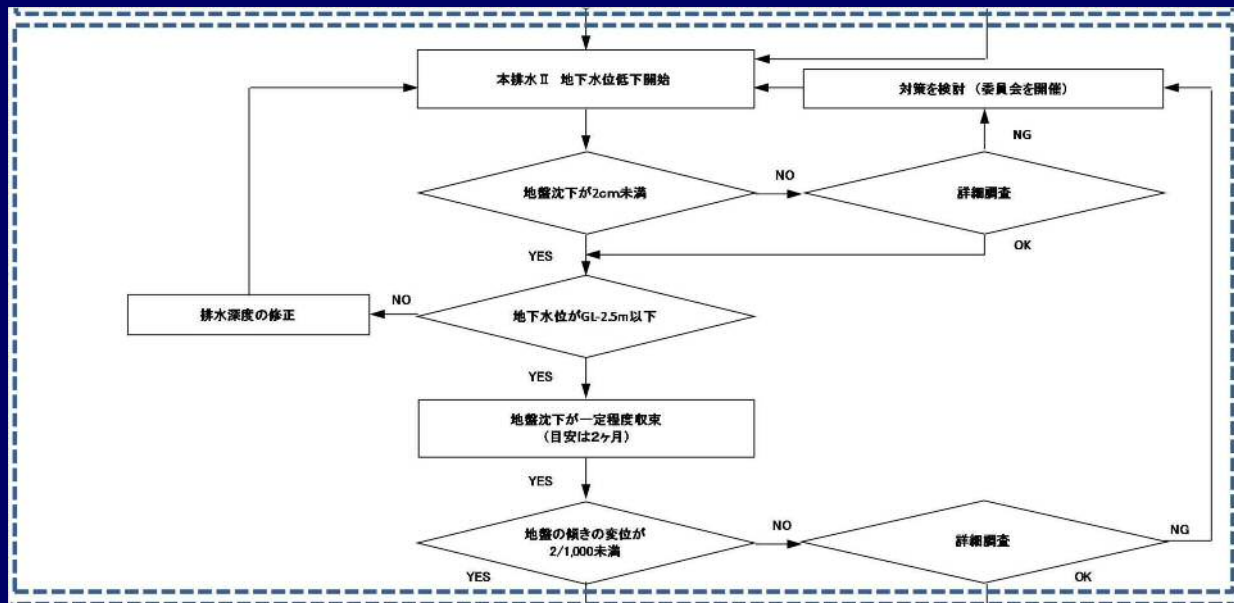 本排水Ⅱ 地下水位低下開始
対策を検討 (委員会を開催)
NG
地盤沈下が2cm未満
NO
詳細調査
YES
OK
排水深度の修正
NO
地下水位がGL-2.5m以下
YES
地盤沈下が一定程度収束
(目安は2ヶ月)
YES
地盤の傾きの変位が
2/1,000未満
NO
詳細調査
NG
YES
OK